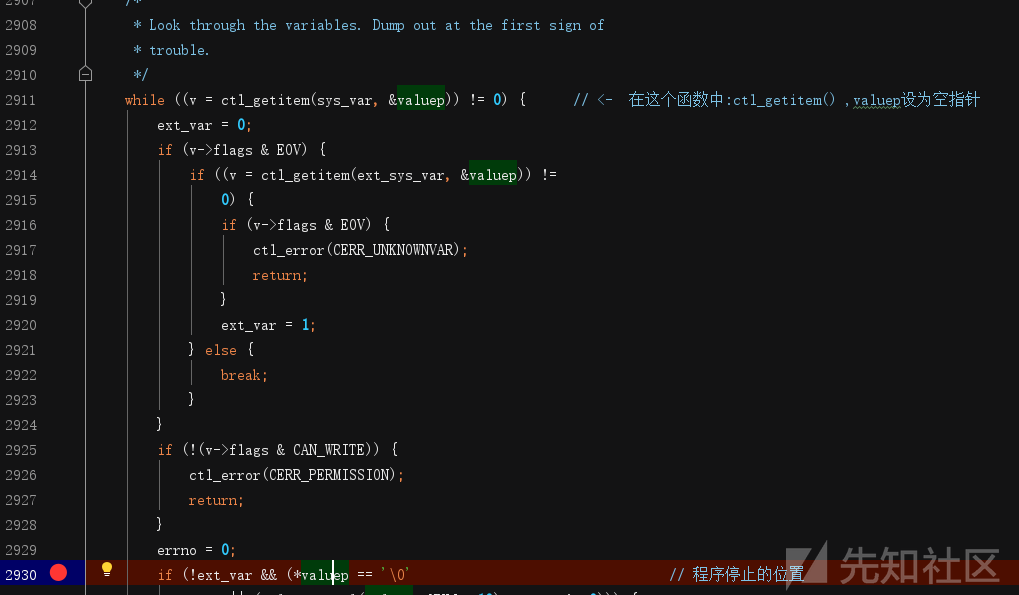 2907 /*
2908 * Look through the variables. Dump out at the first sign of
2909 * trouble.
2910 */
2911 while ((v = ctl_getitem(sys_var, &valuep)) != 0) { // <- 在这个函数中:ctl_getitem() ,valuep设为空指针
2912 ext_var = 0;
2913 if (v->flags & EOV) {
2914 if ((v = ctl_getitem(ext_sys_var, &valuep)) !=
2915 0) {
2916 if (v->flags & EOV) {
2917 ctl_error(CERR_UNKNOWNVAR);
2918 return;
2919 }
2920 ext_var = 1;
2921 } else {
2922 break;
2923 }
2924 }
2925 if (!(v->flags & CAN_WRITE)) {
2926 ctl_error(CERR_PERMISSION);
2927 return;
2928 }
2929 errno = 0;
2930 if (!ext_var && (*valuep == '\0' // 程序停止的位置
先知社区